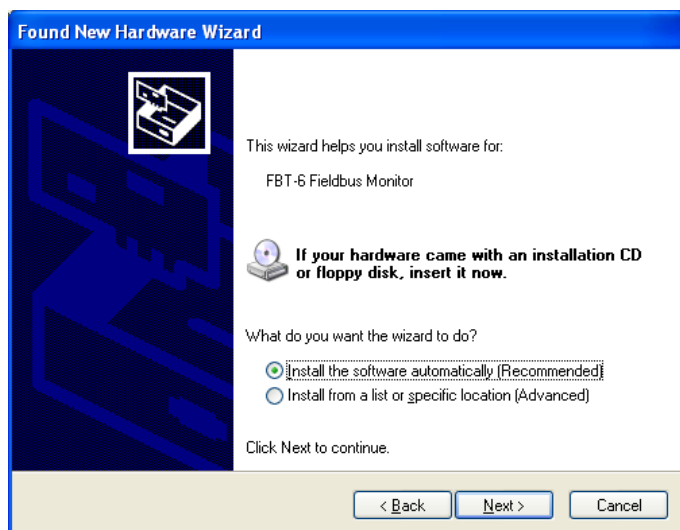 Found New Hardware Wizard
This wizard helps you install software for:
FBT-6 Fieldbus Monitor
If your hardware came with an installation CD
or floppy disk, insert it now.
What do you want the wizard to do?
Install the software automatically (Recommended)
Install from a list or specific location (Advanced)
Click Next to continue.
< Back
Next >
Cancel